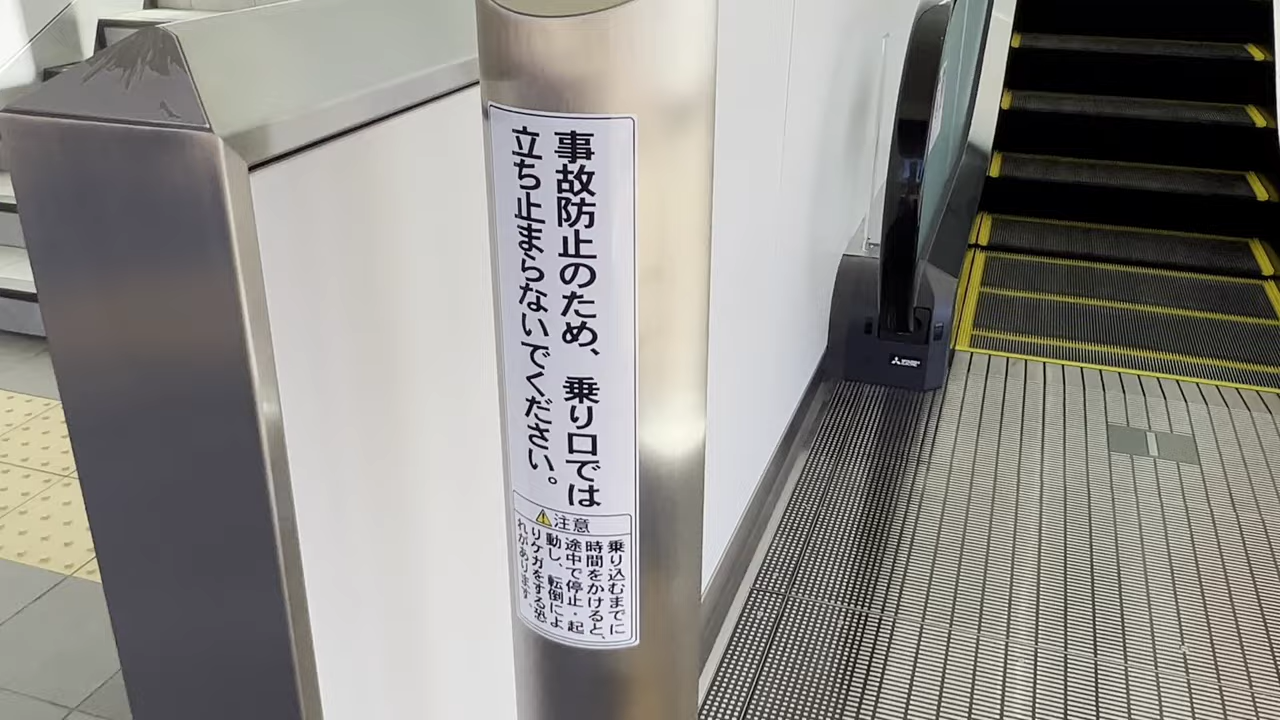 事故防止のため、乗り口では
立ち止まらないでください。
注意
乗り込むまでに
時間をかけると、
途中で停止・起
動し、転倒によ
りケガをする恐
れがあります。
MITSUBISHI
ELECTRIC